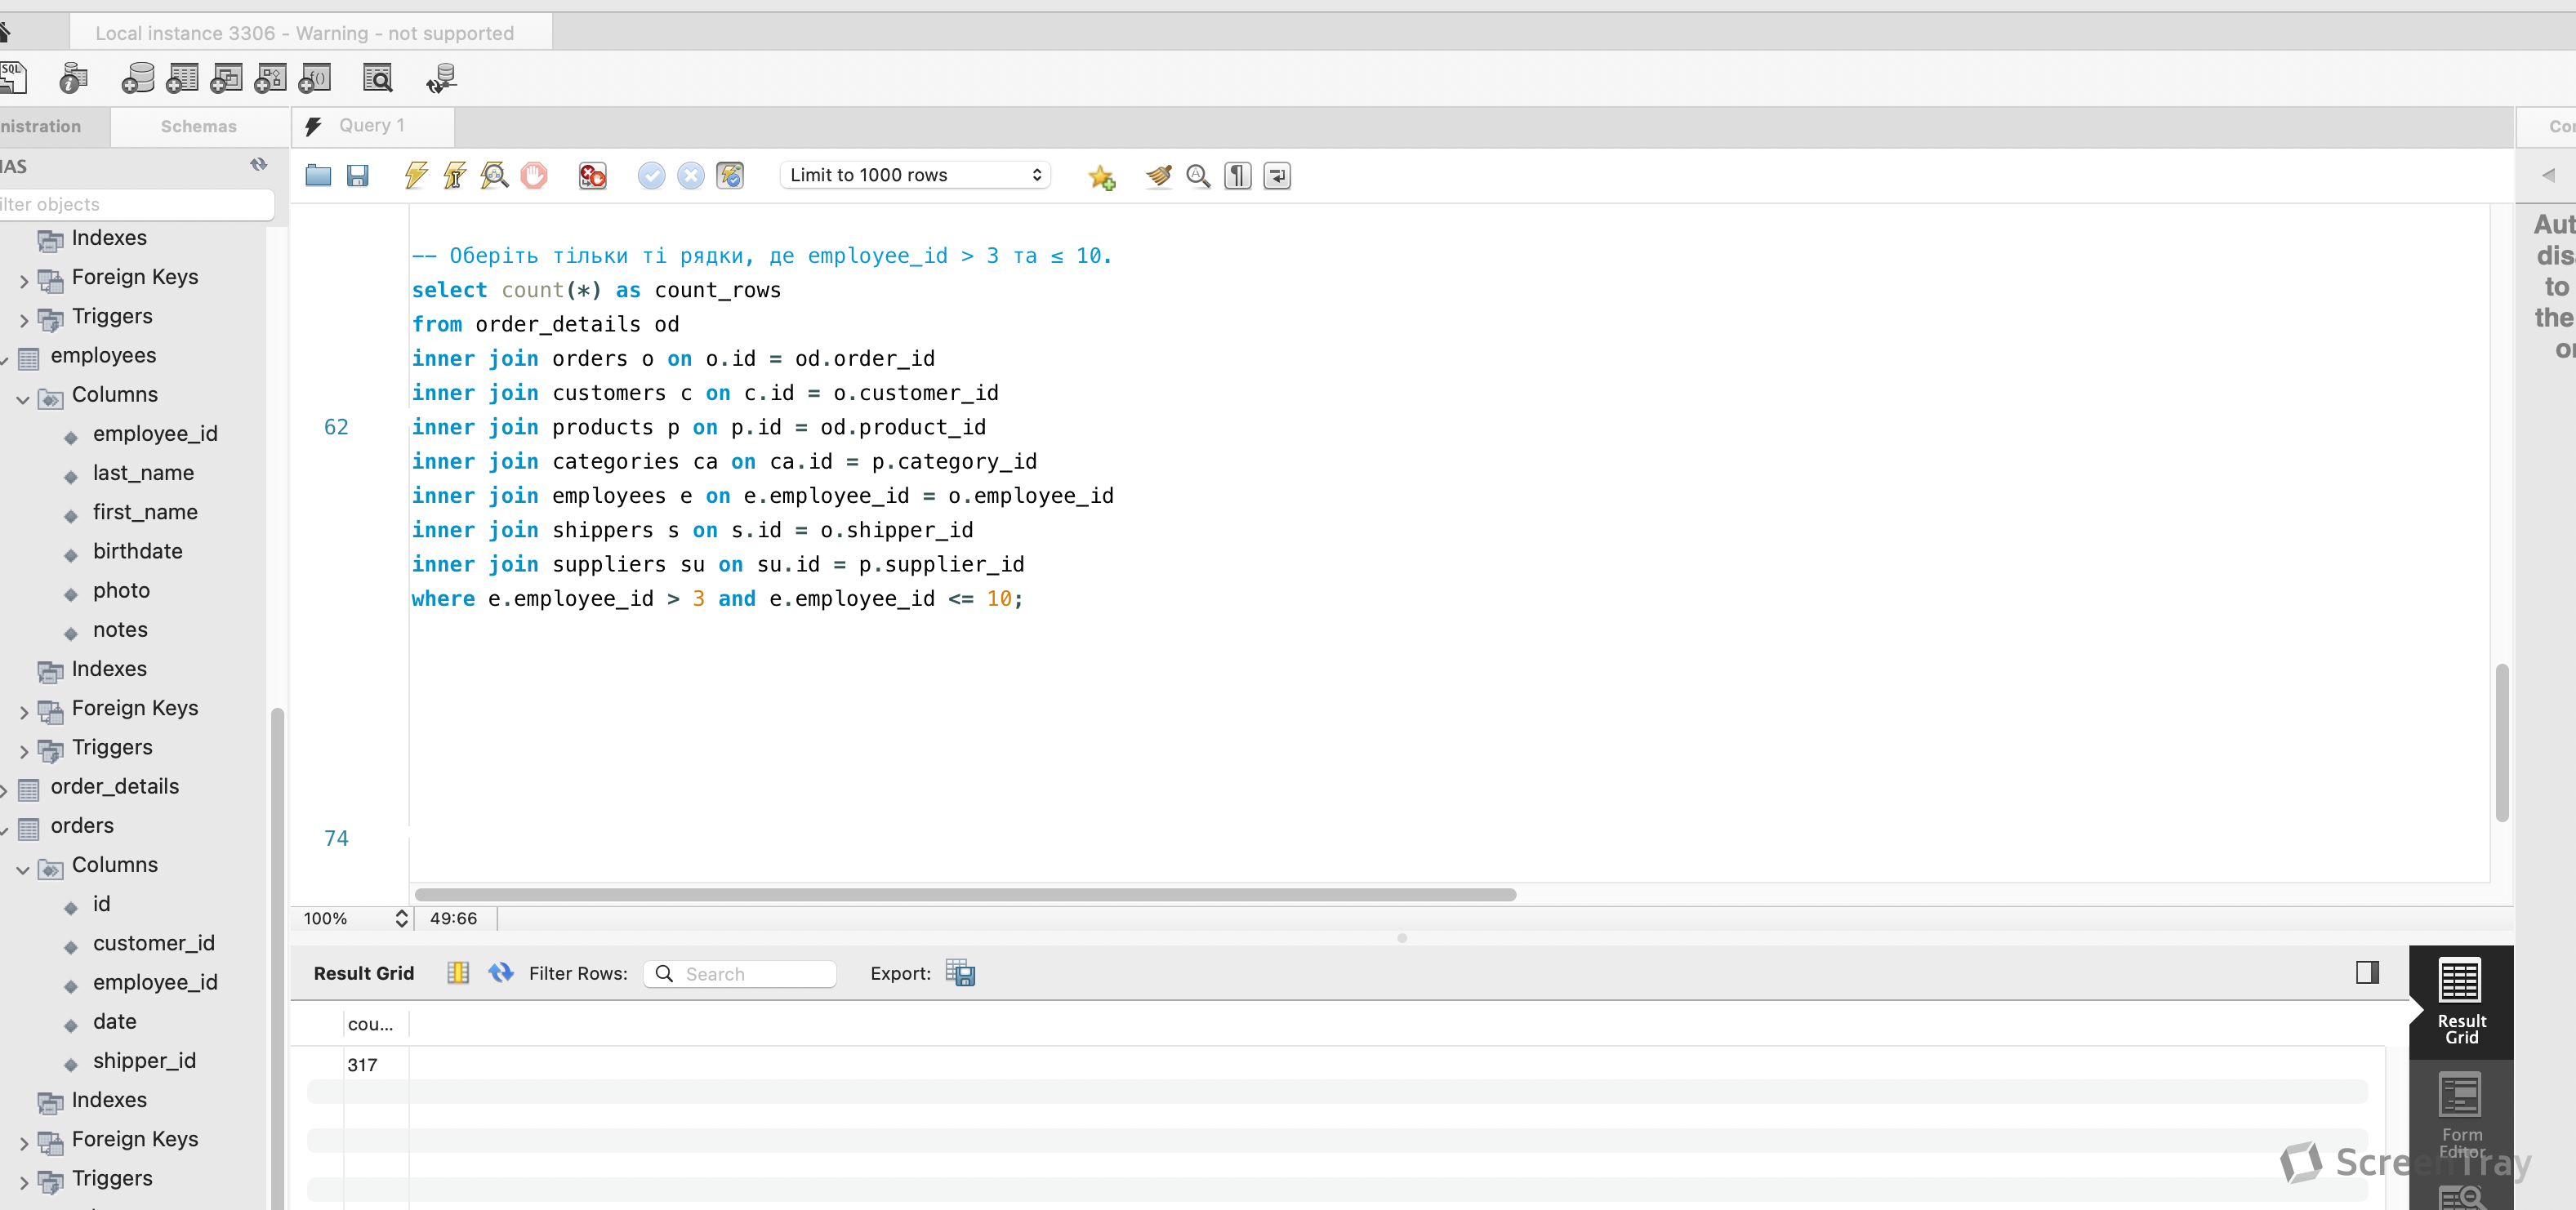 Local instance 3306 - Warning - not supported
SQL
nistration
Schemas
Query 1
IAS
ilter objects
Limit to 1000 rows
Indexes
Foreign Keys
Triggers
employees
Columns
employee_id
last_name
first_name
birthdate
photo
notes
Indexes
Foreign Keys
Triggers
order_details
orders
Columns
id
customer_id
employee_id
date
shipper_id
Indexes
Foreign Keys
Triggers
-- Оберіть тільки ті рядки, де employee_id > 3 та ≤ 10.
select count(*) as count_rows
from order_details od
inner join orders o on o.id = od.order_id
inner join customers c on c.id = o.customer_id
62 inner join products p on p.id = od.product_id
inner join categories ca on ca.id = p.category_id
inner join employees e on e.employee_id = o.employee_id
inner join shippers s on s.id = o.shipper_id
inner join suppliers su on su.id = p.supplier_id
where e.employee_id > 3 and e.employee_id <= 10;
74
100%
49:66
Result Grid
Filter Rows:
Search
Export:
cou...
317
Result
Grid
Form
Editor
ScreenTray
Cor
Aut
dis
to
the
or